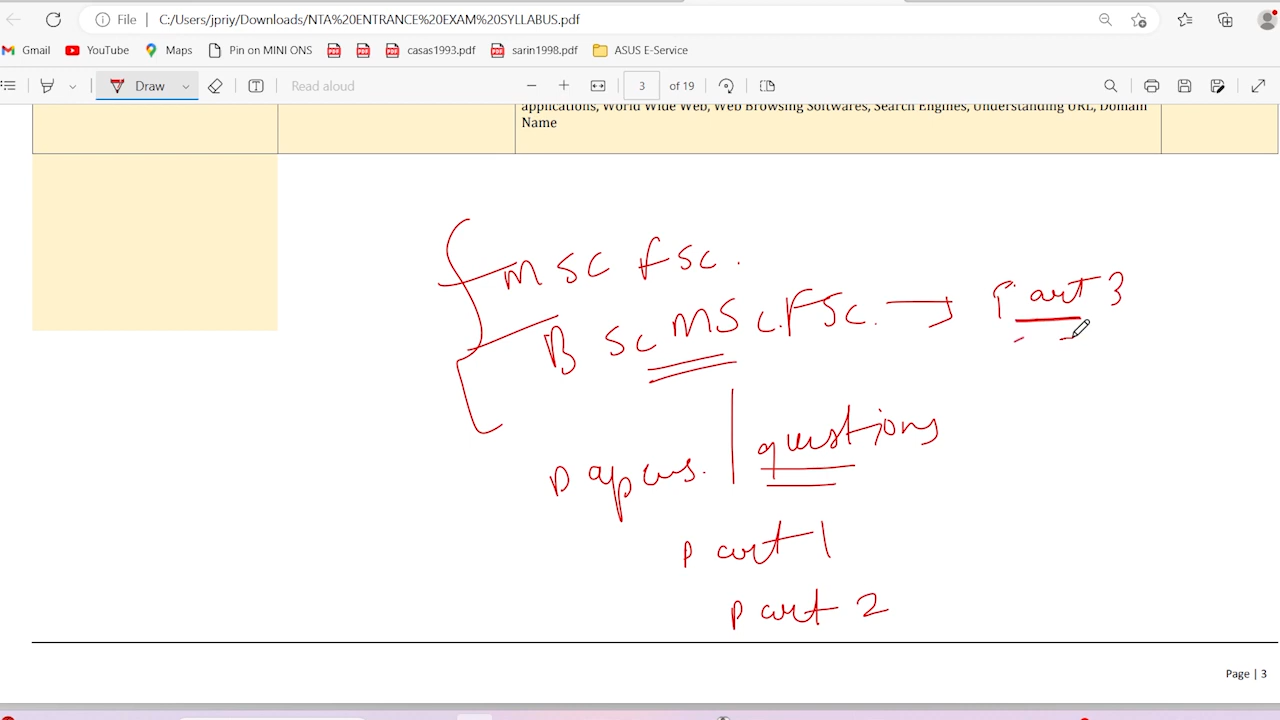 File C:/Users/jpriy/Downloads/NTA%20ENTRANCE%20EXAM%20SYLLABUS.pdf
Gmail YouTube Maps Pin on MINI ONS casas1993.pdf sarin1998.pdf ASUS E-Service
Draw Read aloud 3 of 19
applications, World Wide Web, Web Browsing Softwares, Search Engines, Understanding URL, Domain
Name
MSC FSC.
BSc MSc.FSc. Part 3
papers. questions
part 1
part 2
Page | 3